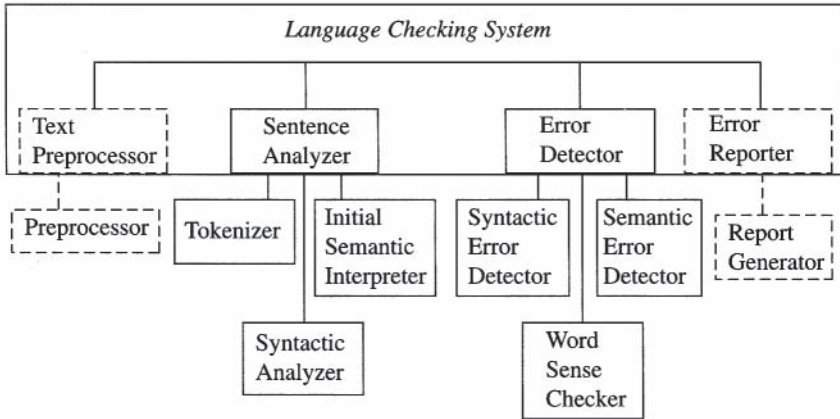 Language Checking System
Text
Preprocessor
Sentence
Analyzer
Error
Detector
Error
Reporter
Preprocessor
Tokenizer
Initial
Semantic
Interpreter
Syntactic
Error
Detector
Semantic
Error
Detector
Report
Generator
Syntactic
Analyzer
Word
Sense
Checker